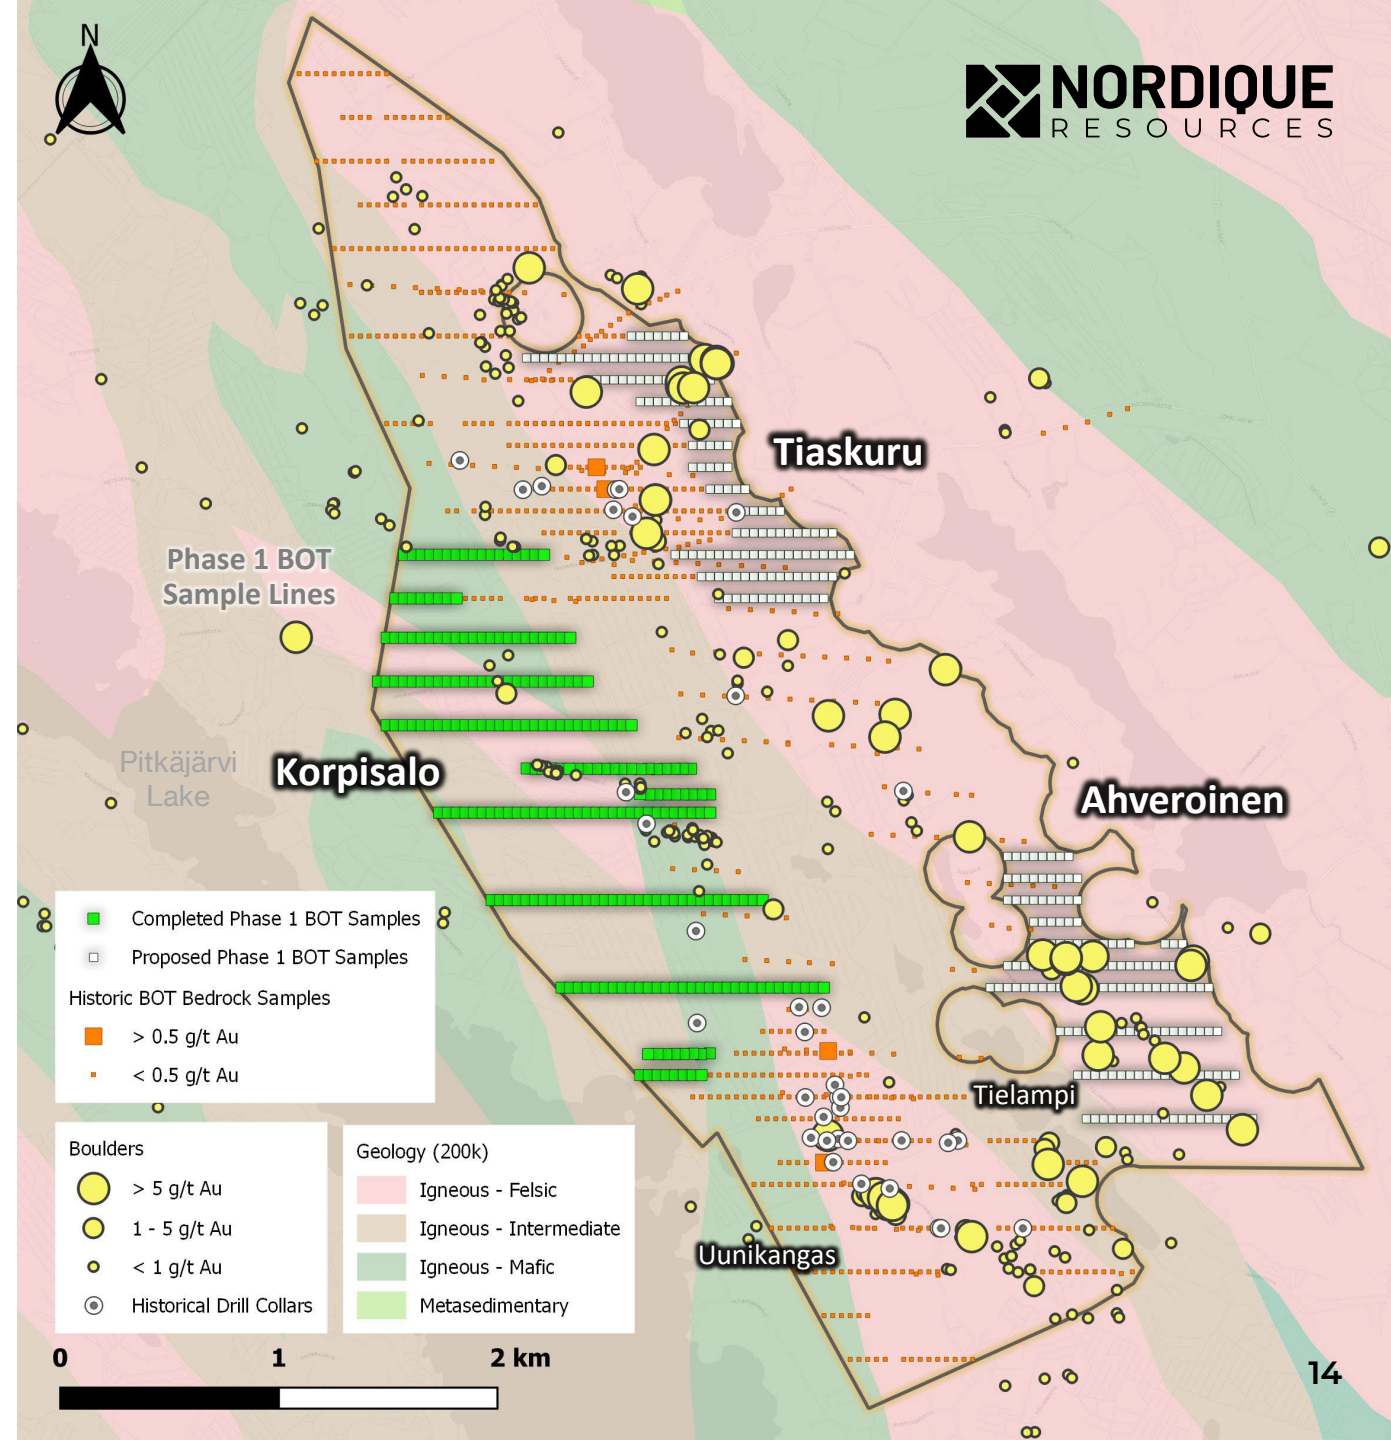 N
NORDIQUE
RESOURCES
Tiaskuru
Phase 1 BOT
Sample Lines
Pitkäjärvi
Lake
Korpisalo
Ahveroinen
Completed Phase 1 BOT Samples
Proposed Phase 1 BOT Samples
Historic BOT Bedrock Samples
> 0.5 g/t Au
< 0.5 g/t Au
Tielampi
Uunikangas
Boulders
> 5 g/t Au
1 - 5 g/t Au
< 1 g/t Au
Historical Drill Collars
Geology (200k)
Igneous - Felsic
Igneous - Intermediate
Igneous - Mafic
Metasedimentary
0 1 2 km
14